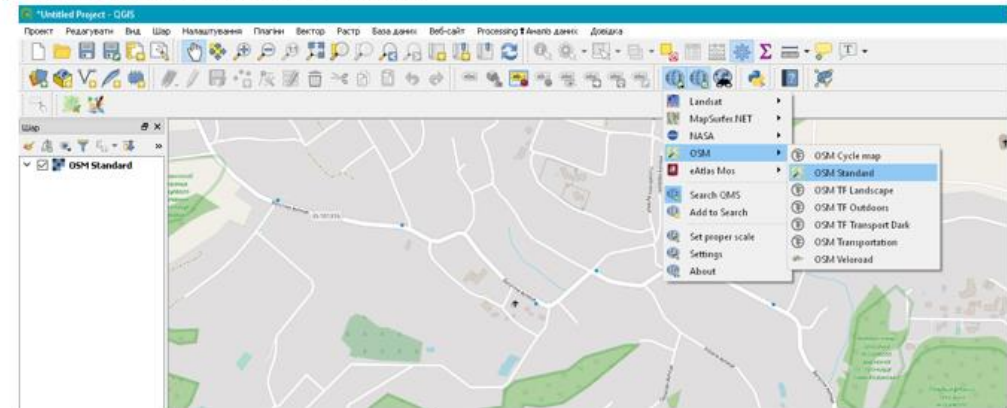 *Untitled Project - QGIS
Проект Редагувати Вид Шар Налаштування Плагіни Вектор Растр База даних Веб-сайт Processing Аналіз даних Довідка
Шар
OSM Standard
Landsat
MapSurfer.NET
NASA
OSM
eAtlas Mos
Search QMS
Add to Search
Set proper scale
Settings
About
OSM Cycle map
OSM Standard
OSM TF Landscape
OSM TF Outdoors
OSM TF Transport Dark
OSM Transportation
OSM Veloroad